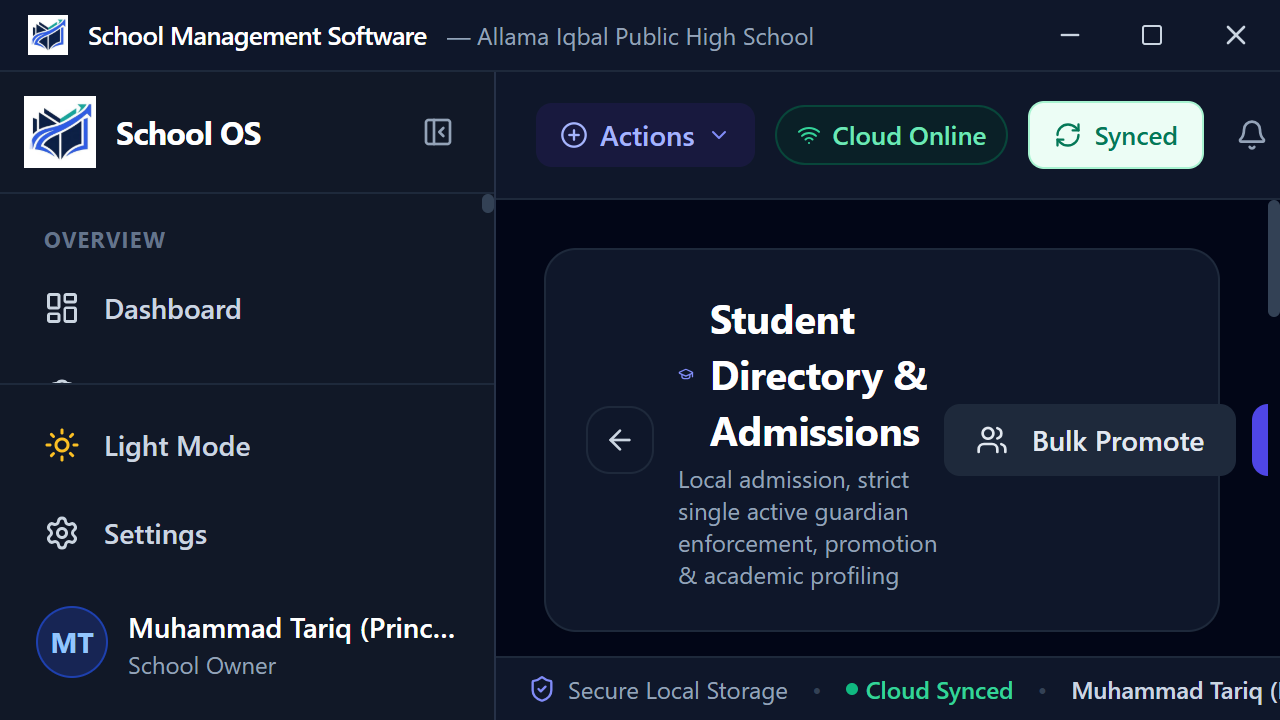 School Management Software — Allama Iqbal Public High School
School OS
Actions
Cloud Online
Synced
OVERVIEW
Dashboard
Light Mode
Settings
MT
Muhammad Tariq (Princ...
School Owner
Student
Directory &
Admissions
Local admission, strict
single active guardian
enforcement, promotion
& academic profiling
Bulk Promote
Secure Local Storage • Cloud Synced • Muhammad Tariq (